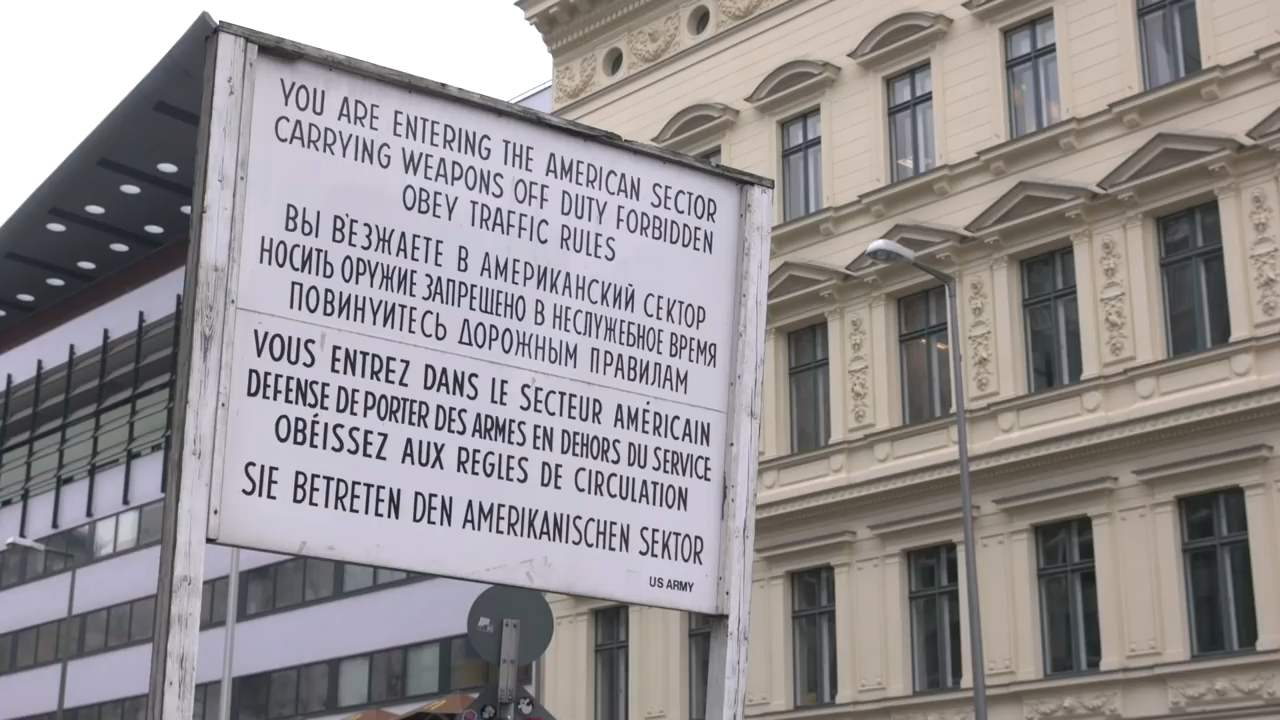 YOU ARE ENTERING THE AMERICAN SECTOR
CARRYING WEAPONS OFF DUTY FORBIDDEN
OBEY TRAFFIC RULES
ВЫ ВЪЕЗЖАЕТЕ В АМЕРИКАНСКИЙ СЕКТОР
НОСИТЬ ОРУЖИЕ ЗАПРЕЩЕНО В НЕСЛУЖЕБНОЕ ВРЕМЯ
ПОВИНУЙТЕСЬ ДОРОЖНЫМ ПРАВИЛАМ
VOUS ENTREZ DANS LE SECTEUR AMÉRICAIN
DEFENSE DE PORTER DES ARMES EN DEHORS DU SERVICE
OBÉISSEZ AUX REGLES DE CIRCULATION
SIE BETRETEN DEN AMERIKANISCHEN SEKTOR
US ARMY